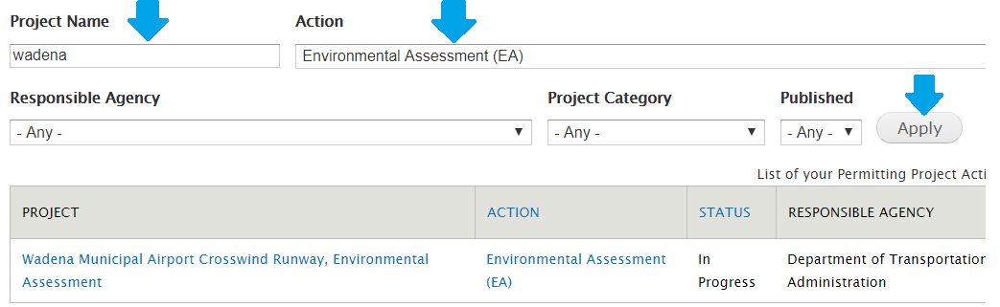 Project Name Action
wadena Environmental Assessment (EA)
Responsible Agency Project Category Published
- Any - - Any - - Any - Apply
List of your Permitting Project Acti
PROJECT ACTION STATUS RESPONSIBLE AGENCY
Wadena Municipal Airport Crosswind Runway, Environmental Environmental Assessment In Department of Transportation
Assessment (EA) Progress Administration